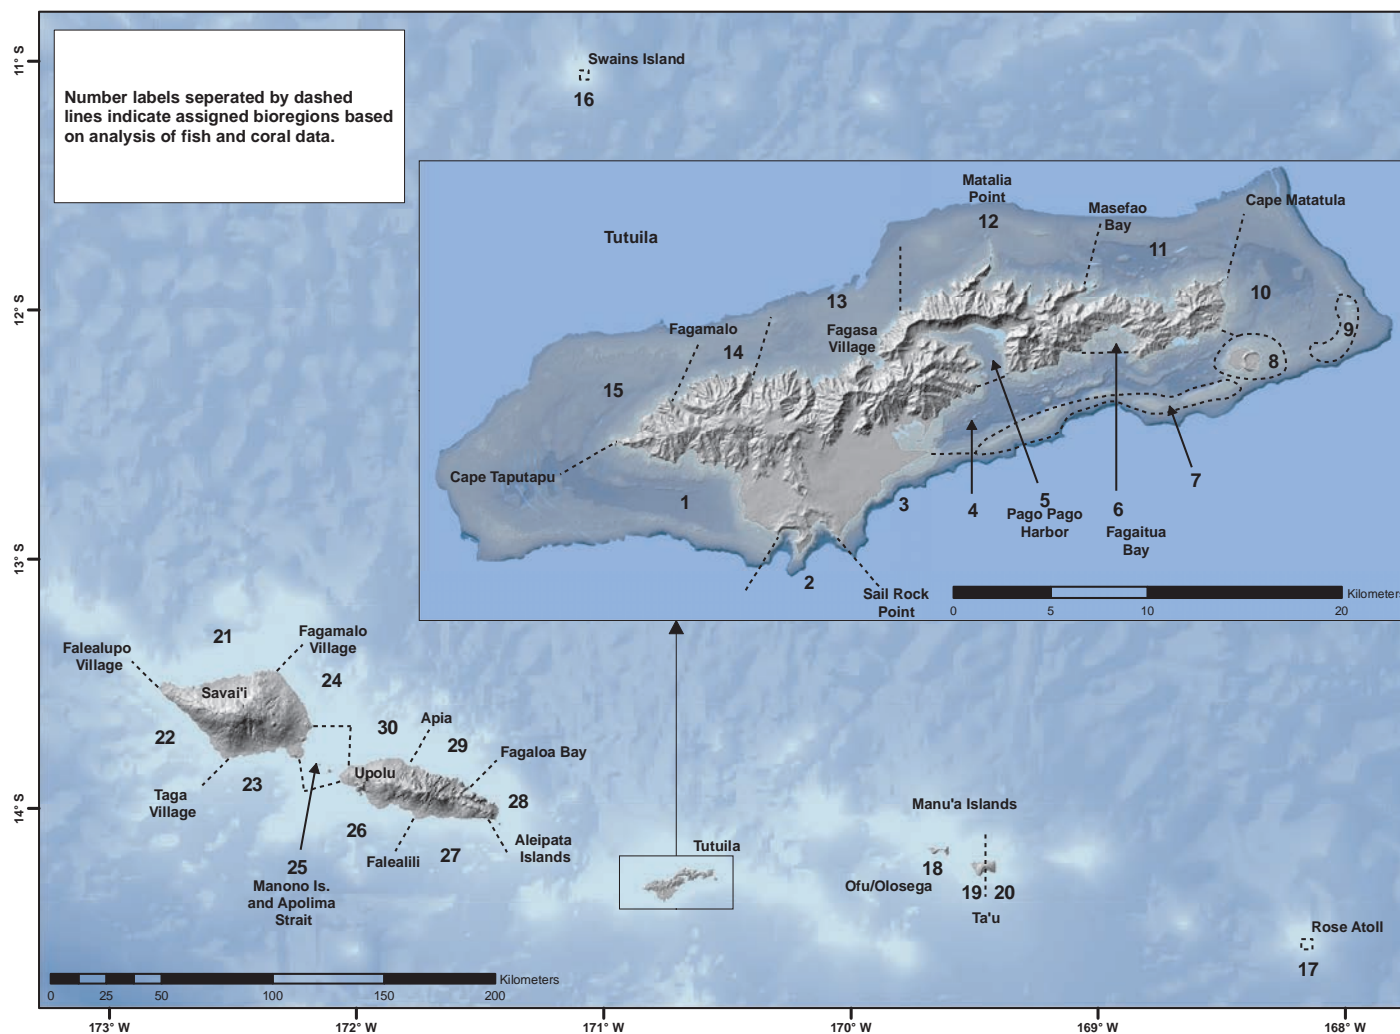 Number labels seperated by dashed
lines indicate assigned bioregions based
on analysis of fish and coral data.
Swains Island
16
Tutuila
Matalia
Point
12
Masefao
Bay
11
Cape Matatula
10
9
8
13
Fagamalo
14
Fagasa
Village
15
Cape Taputapu
1
2
3
4
5
Pago Pago
Harbor
6
Fagaitua
Bay
7
Sail Rock
Point
Kilometers
0
5
10
20
21
Falealupo
Village
Fagamalo
Village
Savai'i
24
22
Taga
Village
23
30
Apia
29
Fagaloa Bay
Upolu
28
26
Falealili
27
Aleipata
Islands
25
Manono Is.
and Apolima
Strait
Tutuila
Manu'a Islands
18
Ofu/Olosega
19
20
Ta'u
Rose Atoll
17
Kilometers
0
25
50
100
150
200
11° S
12° S
13° S
14° S
173° W
172° W
171° W
170° W
169° W
168° W